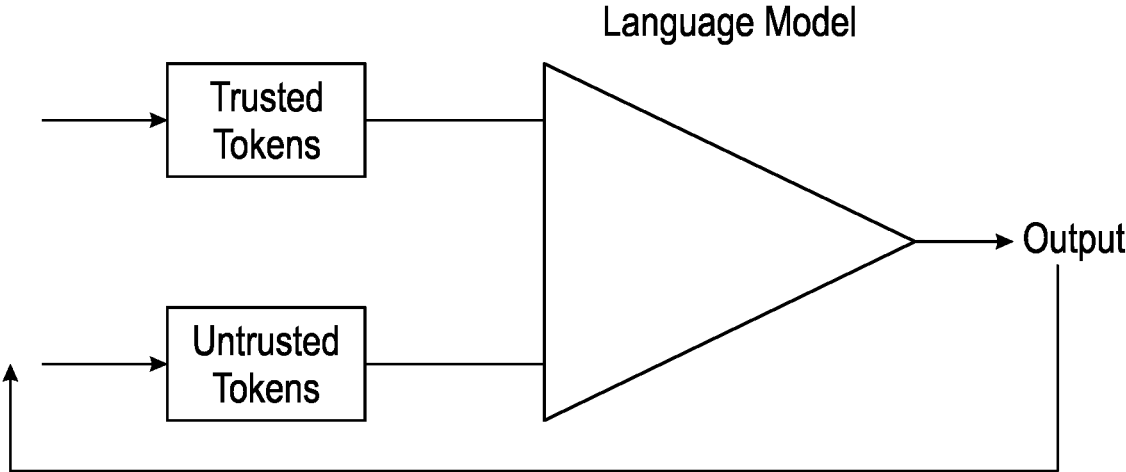 Language Model
Trusted
Tokens
Output
Untrusted
Tokens